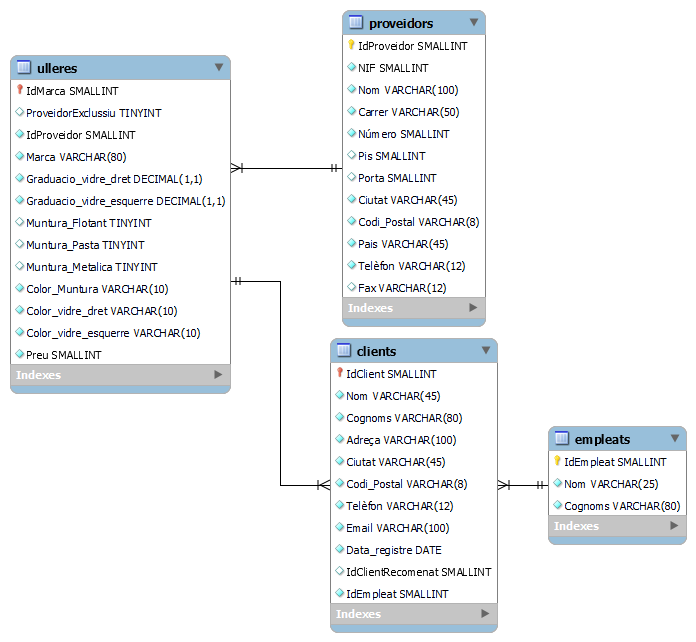 ulleres
IdMarca SMALLINT
ProveidorExclussiu TINYINT
IdProveidor SMALLINT
Marca VARCHAR(80)
Graduacio_vidre_dret DECIMAL(1,1)
Graduacio_vidre_esquerre DECIMAL(1,1)
Muntura_Flotant TINYINT
Muntura_Pasta TINYINT
Muntura_Metalica TINYINT
Color_Muntura VARCHAR(10)
Color_vidre_dret VARCHAR(10)
Color_vidre_esquerre VARCHAR(10)
Preu SMALLINT
Indexes
proveidors
IdProveidor SMALLINT
NIF SMALLINT
Nom VARCHAR(100)
Carrer VARCHAR(50)
Número SMALLINT
Pis SMALLINT
Porta SMALLINT
Ciutat VARCHAR(45)
Codi_Postal VARCHAR(8)
Pais VARCHAR(45)
Telèfon VARCHAR(12)
Fax VARCHAR(12)
Indexes
clients
IdClient SMALLINT
Nom VARCHAR(45)
Cognoms VARCHAR(80)
Adreça VARCHAR(100)
Ciutat VARCHAR(45)
Codi_Postal VARCHAR(8)
Telèfon VARCHAR(12)
Email VARCHAR(100)
Data_registre DATE
IdClientRecomenat SMALLINT
IdEmpleat SMALLINT
Indexes
empleats
IdEmpleat SMALLINT
Nom VARCHAR(25)
Cognoms VARCHAR(80)
Indexes